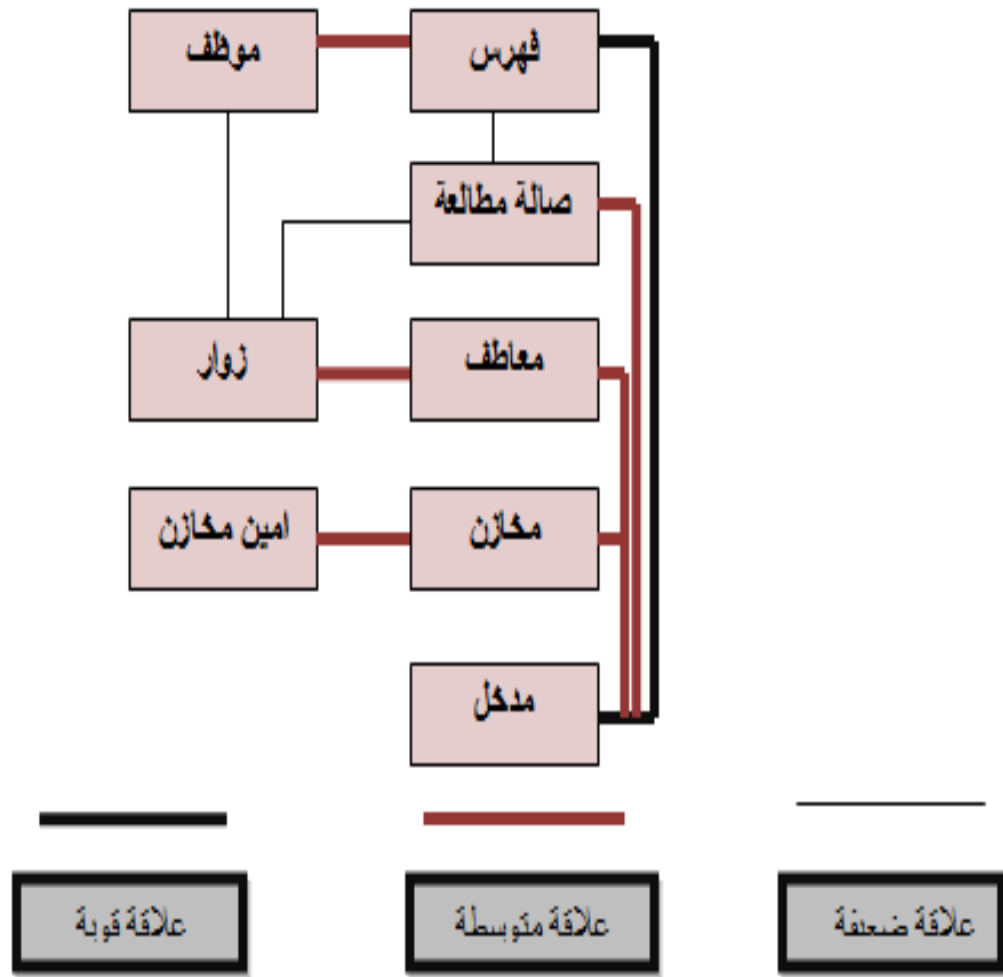 موظف
فهرس
صالة مطالعة
زوار
معاطف
امين مخازن
مخازن
مدخل
علاقة قوية
علاقة متوسطة
علاقة ضعيفة